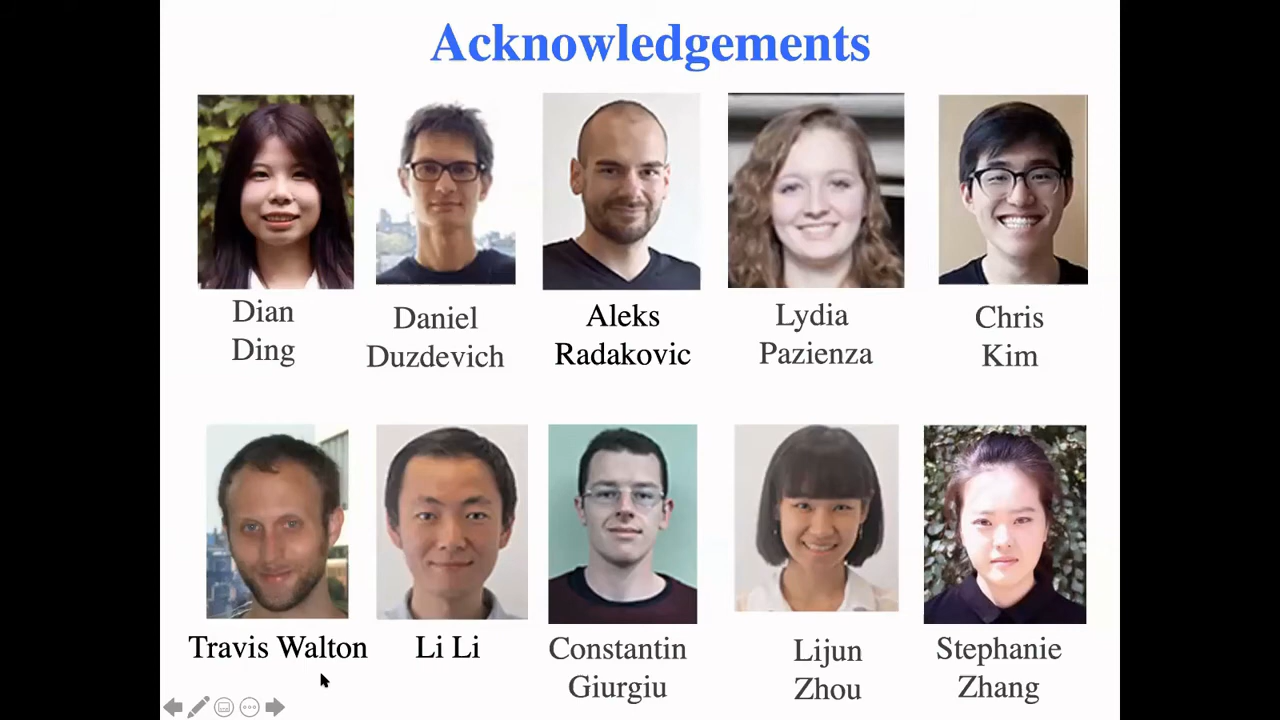 Acknowledgements
Dian
Ding
Daniel
Duzdevich
Aleks
Radakovic
Lydia
Pazienza
Chris
Kim
Travis Walton
Li Li
Constantin
Giurgiu
Lijun
Zhou
Stephanie
Zhang